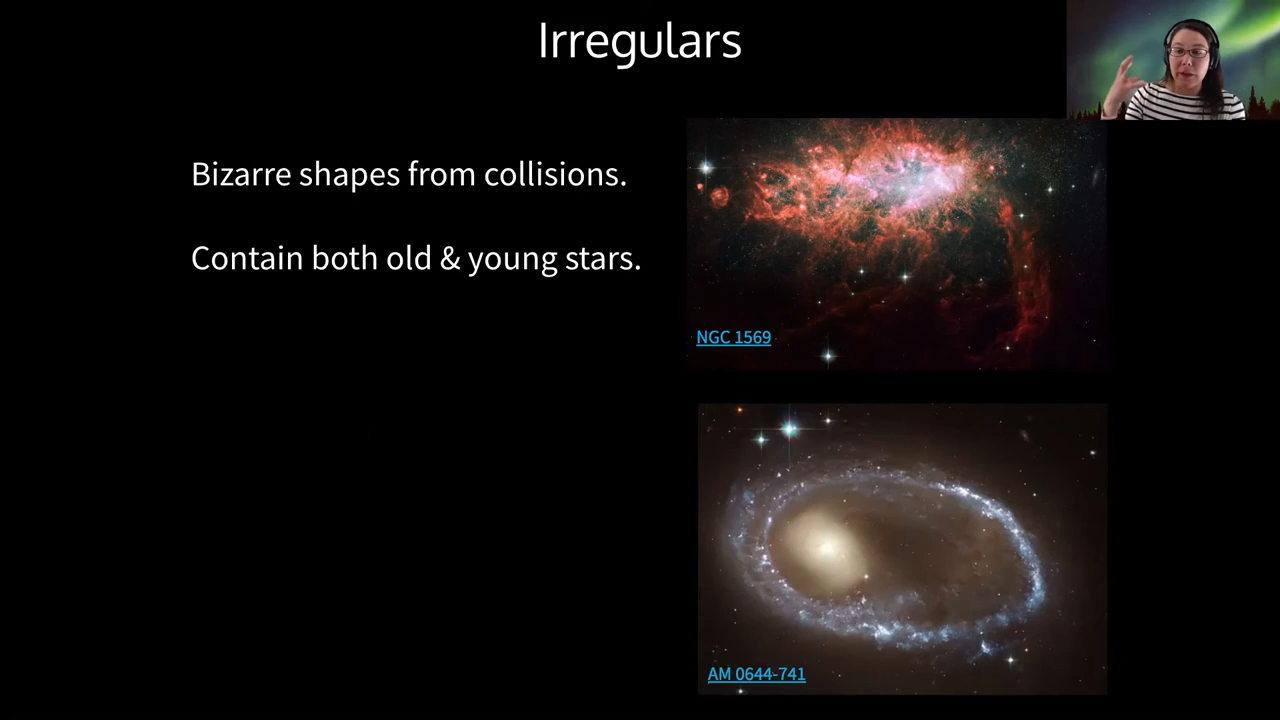 Irregulars
Bizarre shapes from collisions.
Contain both old & young stars.
NGC 1569
AM 0644-741